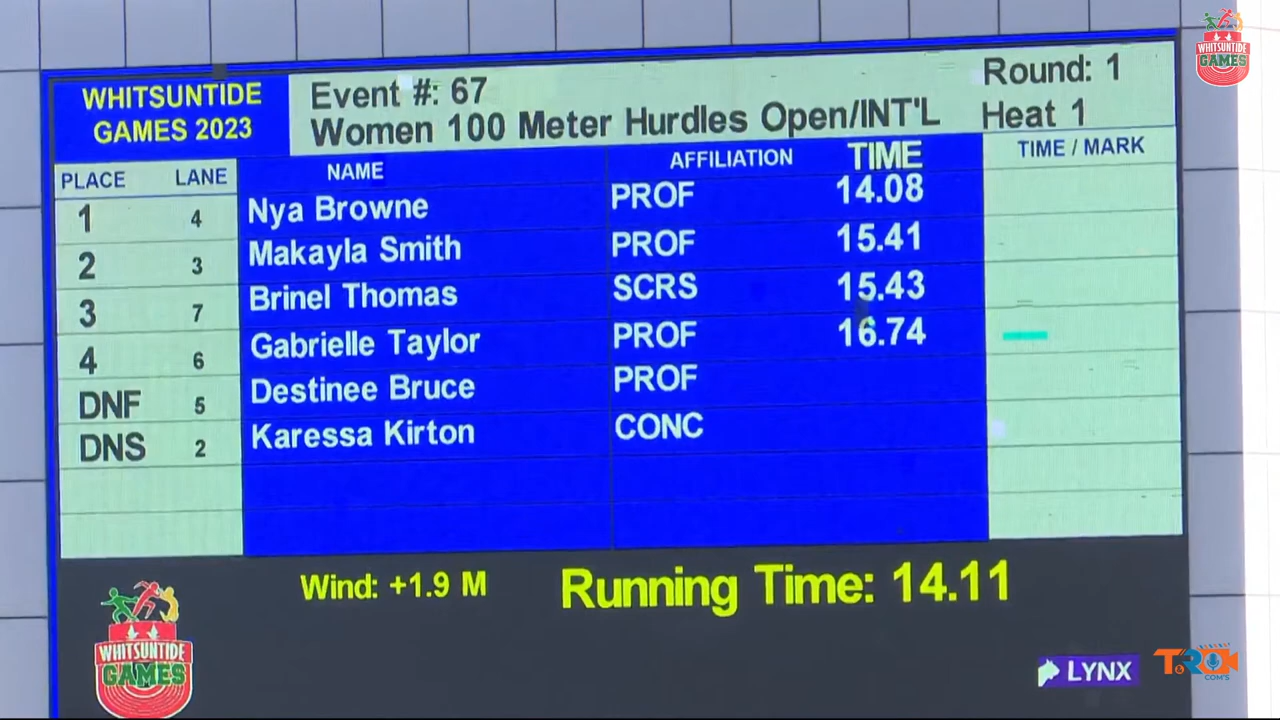 WHITSUNTIDE
GAMES
WHITSUNTIDE
GAMES 2023
Event #: 67
Women 100 Meter Hurdles Open/INT'L
Round: 1
Heat 1
PLACE LANE NAME AFFILIATION TIME TIME / MARK
1 4 Nya Browne PROF 14.08
2 3 Makayla Smith PROF 15.41
3 7 Brinel Thomas SCRS 15.43
4 6 Gabrielle Taylor PROF 16.74
DNF 5 Destinee Bruce PROF
DNS 2 Karessa Kirton CONC
Wind: +1.9 M
Running Time: 14.11
WHITSUNTIDE
GAMES
LYNX
T&RO
COM'S